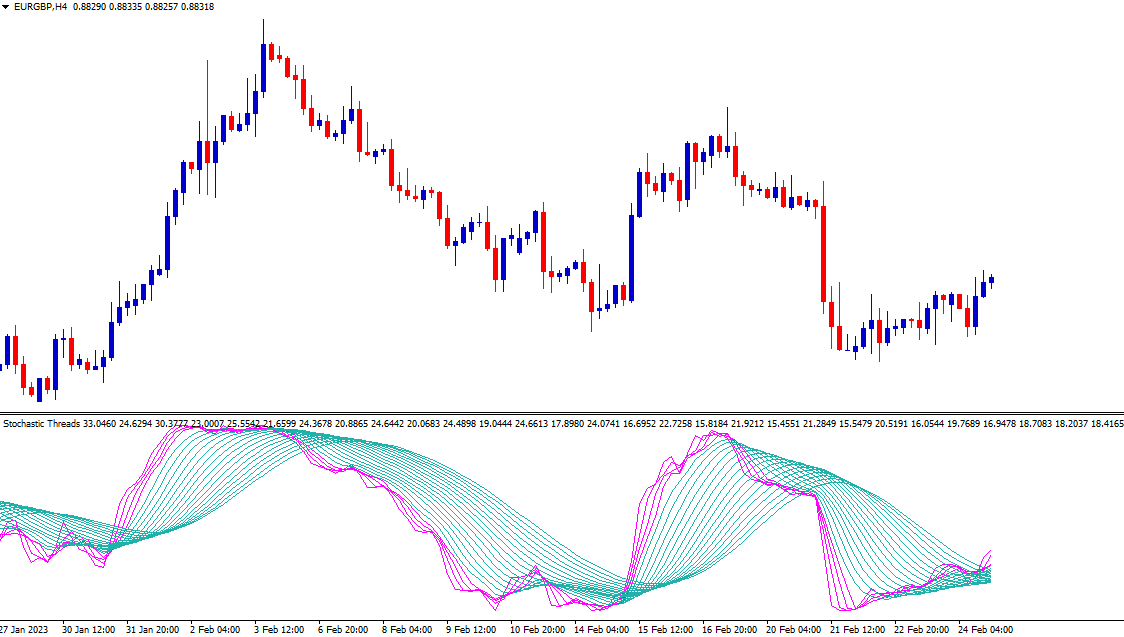 EURGBP,H4 0.88290 0.88335 0.88257 0.88318
Stochastic Threads 33.0460 24.6294 30.3777 23.0007 25.5542 21.6599 24.3678 20.8865 24.6442 20.0683 24.4898 19.0444 24.6613 17.8980 24.0741 16.6952 22.7258 15.8184 21.9212 15.4551 21.2849 15.5479 20.5191 16.0544 19.7689 16.9478 18.7083 18.2037 18.4165
27 Jan 2023 30 Jan 12:00 31 Jan 20:00 2 Feb 04:00 3 Feb 12:00 6 Feb 20:00 8 Feb 04:00 9 Feb 12:00 10 Feb 20:00 14 Feb 04:00 15 Feb 12:00 16 Feb 20:00 20 Feb 04:00 21 Feb 12:00 22 Feb 20:00 24 Feb 04:00